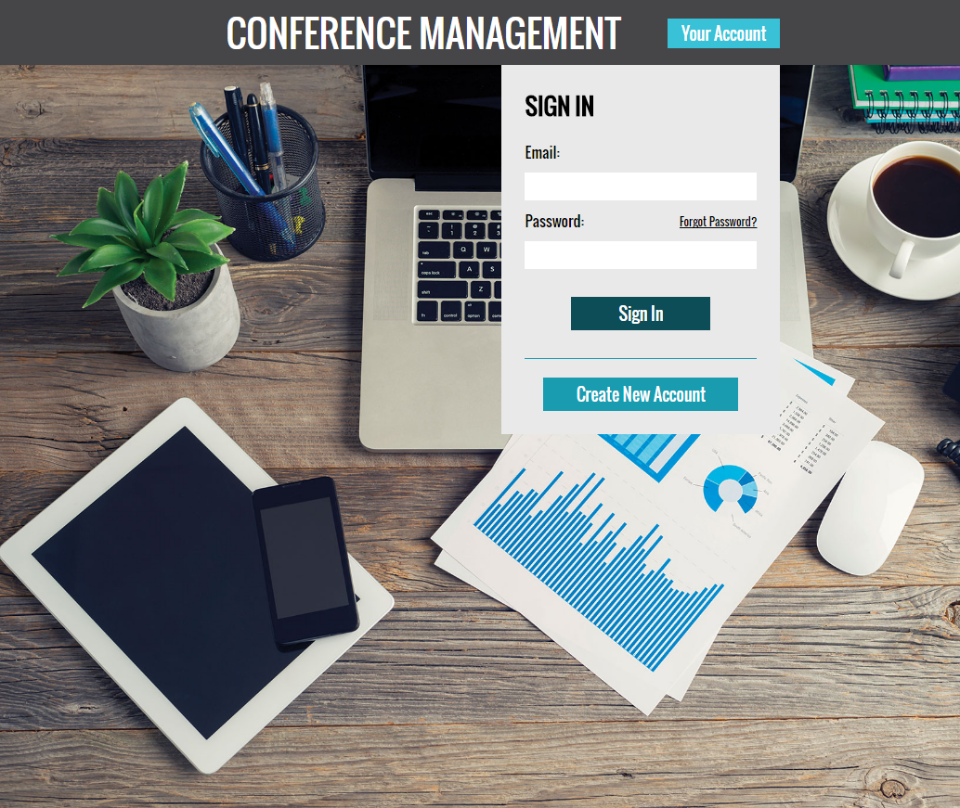 CONFERENCE MANAGEMENT
Your Account
SIGN IN
Email:
Password:
Forgot Password?
Sign In
Create New Account